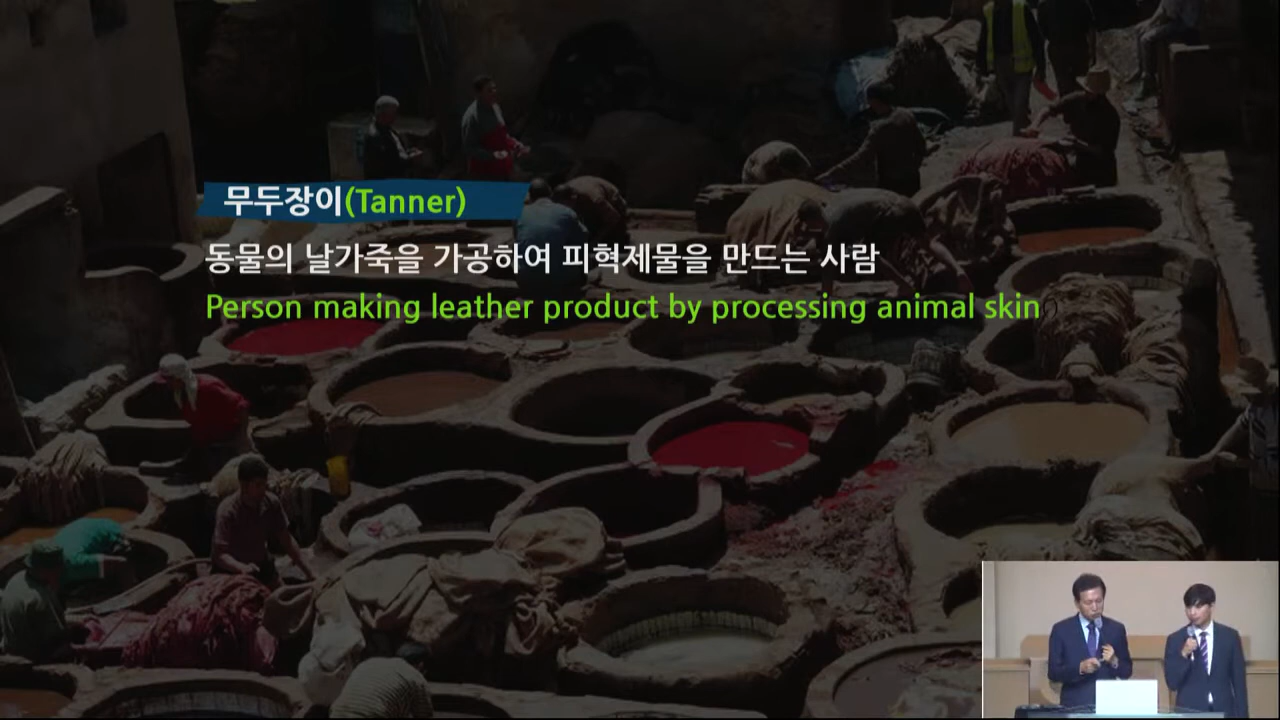 무두장이(Tanner)
동물의 날가죽을 가공하여 피혁제물을 만드는 사람
Person making leather product by processing animal skin